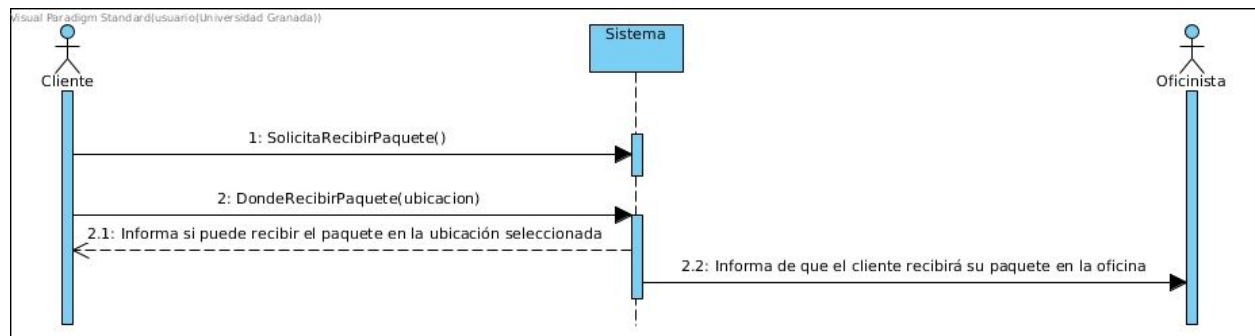 Visual Paradigm Standard(usuario(Universidad Granada))
Sistema
Cliente
Oficinista
1: SolicitaRecibirPaquete()
2: DondeRecibirPaquete(ubicacion)
2.1: Informa si puede recibir el paquete en la ubicación seleccionada
2.2: Informa de que el cliente recibirá su paquete en la oficina